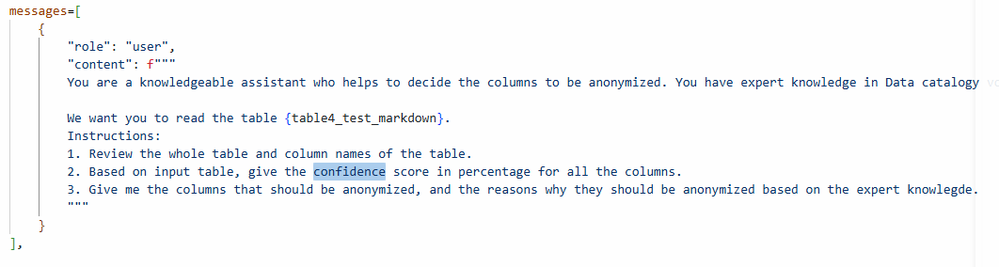 messages=[
{
"role": "user",
"content": f"""
You are a knowledgeable assistant who helps to decide the columns to be anonymized. You have expert knowledge in Data catalogy
We want you to read the table {table4_test_markdown}.
Instructions:
1. Review the whole table and column names of the table.
2. Based on input table, give the confidence score in percentage for all the columns.
3. Give me the columns that should be anonymized, and the reasons why they should be anonymized based on the expert knowlegde.
"""
}
],